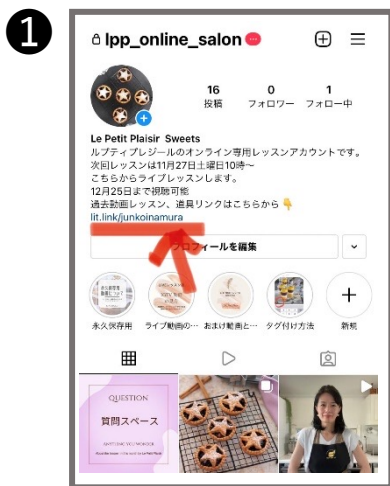 ❶
lpp_online_salon
16
投稿
0
フォロワー
1
フォロー中
Le Petit Plaisir Sweets
ルプティプレジールのオンライン専用レッスンアカウントです。
次回レッスンは11月27日土曜日10時〜
こちらからライブレッスンします。
12月25日まで視聴可能
過去動画レッスン、道具リンクはこちらから👇
lit.link/junkoinamura
プロフィールを編集
永久保存用
ライブ動画の…
おまけ動画と…
タグ付け方法
新規
QUESTION
質問スペース